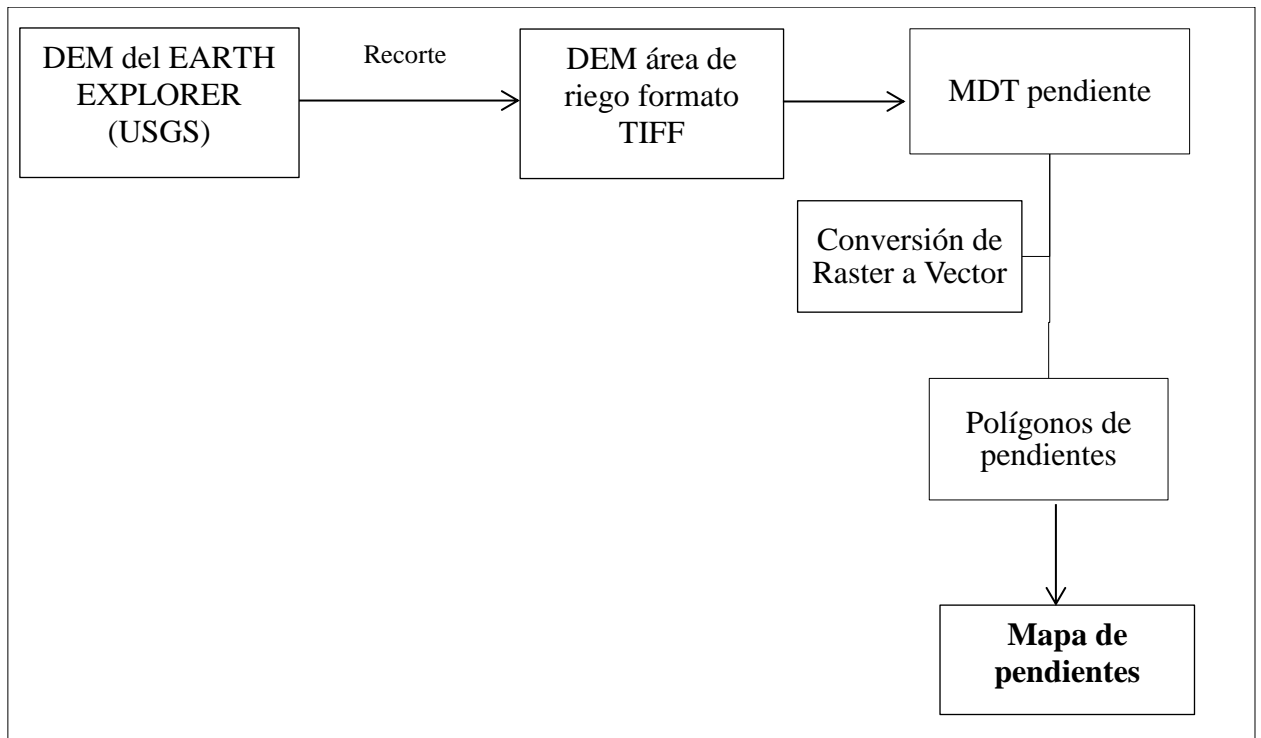 DEM del EARTH
EXPLORER
(USGS)
Recorte
DEM área de
riego formato
TIFF
MDT pendiente
Conversión de
Raster a Vector
Polígonos de
pendientes
Mapa de
pendientes